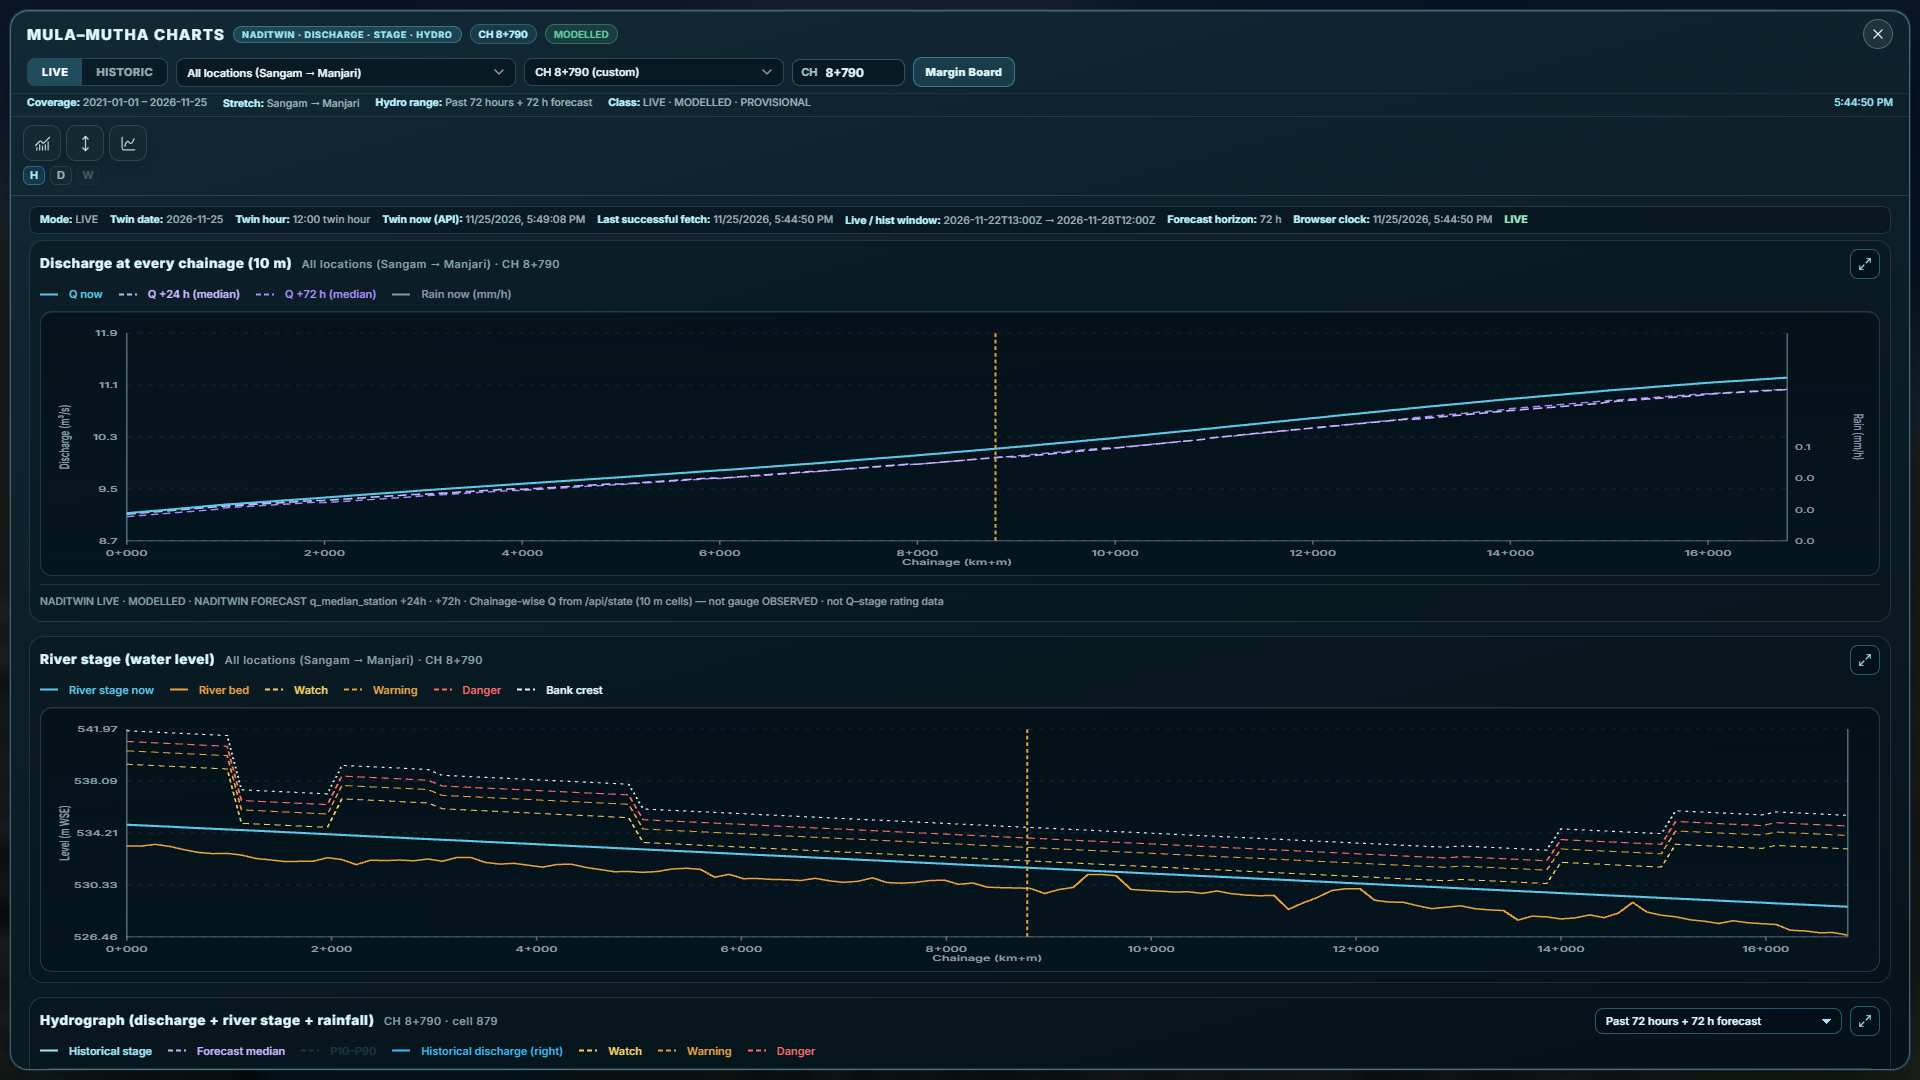 MULA–MUTHA CHARTS NADITWIN · DISCHARGE · STAGE · HYDRO CH 8+790 MODELLED
LIVE HISTORIC All locations (Sangam → Manjari) CH 8+790 (custom) CH 8+790 Margin Board
Coverage: 2021-01-01 – 2026-11-25 Stretch: Sangam → Manjari Hydro range: Past 72 hours + 72 h forecast Class: LIVE · MODELLED · PROVISIONAL 5:44:50 PM
H D W
Mode: LIVE Twin date: 2026-11-25 Twin hour: 12:00 twin hour Twin now (API): 11/25/2026, 5:49:08 PM Last successful fetch: 11/25/2026, 5:44:50 PM Live / hist window: 2026-11-22T13:00Z → 2026-11-28T12:00Z Forecast horizon: 72 h Browser clock: 11/25/2026, 5:44:50 PM LIVE
Discharge at every chainage (10 m) All locations (Sangam → Manjari) · CH 8+790
Q now Q +24 h (median) Q +72 h (median) Rain now (mm/h)
11.9
11.1
10.3
9.5
8.7
Discharge (m³/s)
0.1
0.0
0.0
0.0
Rain (mm/h)
0+000 2+000 4+000 6+000 8+000 10+000 12+000 14+000 16+000
Chainage (km+m)
NADITWIN LIVE · MODELLED · NADITWIN FORECAST q_median_station +24h · +72h · Chainage-wise Q from /api/state (10 m cells) — not gauge OBSERVED · not Q–stage rating data
River stage (water level) All locations (Sangam → Manjari) · CH 8+790
River stage now River bed Watch Warning Danger Bank crest
541.97
538.09
534.21
530.33
526.46
Level (m WSE)
0+000 2+000 4+000 6+000 8+000 10+000 12+000 14+000 16+000
Chainage (km+m)
Hydrograph (discharge + river stage + rainfall) CH 8+790 · cell 879 Past 72 hours + 72 h forecast
Historical stage Forecast median P10–P90 Historical discharge (right) Watch Warning Danger